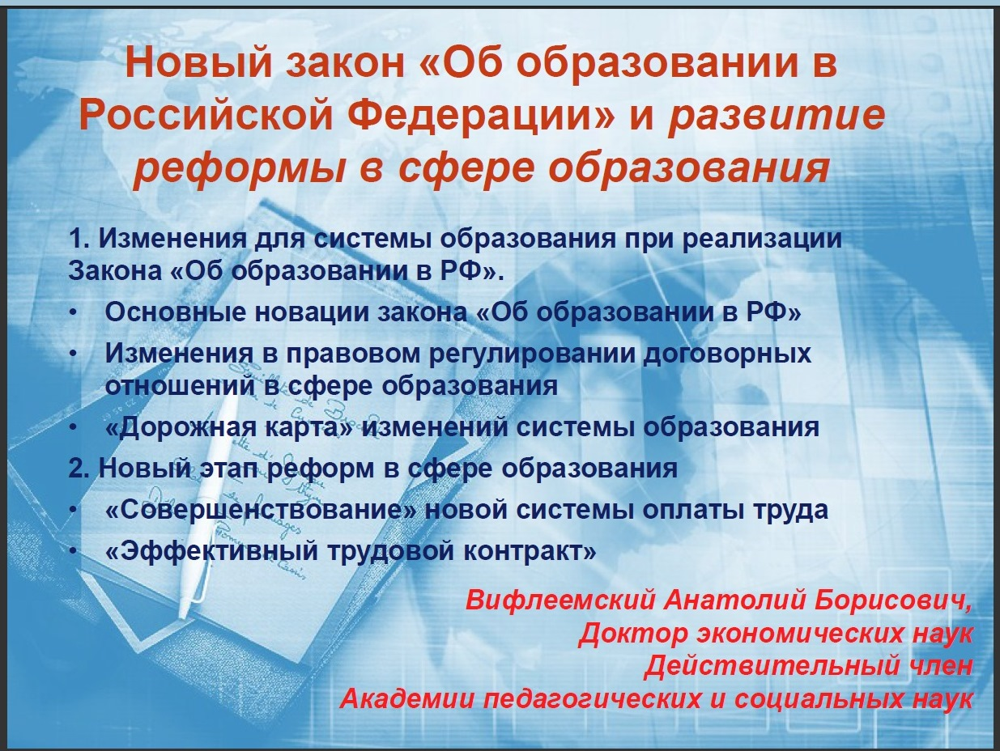 Новый закон «Об образовании в
Российской Федерации» и развитие
реформы в сфере образования
1. Изменения для системы образования при реализации
Закона «Об образовании в РФ».
• Основные новации закона «Об образовании в РФ»
• Изменения в правовом регулировании договорных
отношений в сфере образования
• «Дорожная карта» изменений системы образования
2. Новый этап реформ в сфере образования
• «Совершенствование» новой системы оплаты труда
• «Эффективный трудовой контракт»
Вифлеемский Анатолий Борисович,
Доктор экономических наук
Действительный член
Академии педагогических и социальных наук